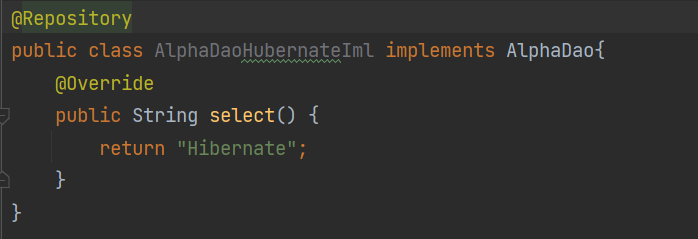 @Repository
public class AlphaDaoHubernateIml implements AlphaDao{
@Override
public String select() {
return "Hibernate";
}
}